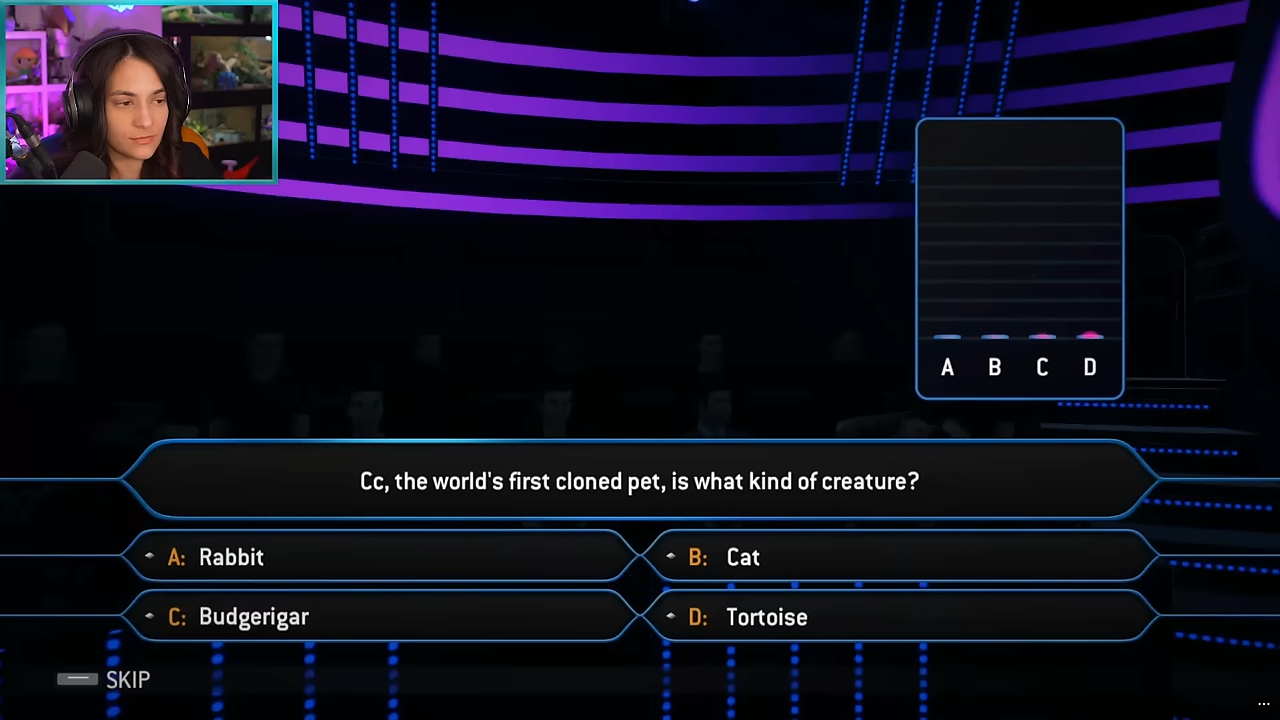 A B C D
Cc, the world's first cloned pet, is what kind of creature?
A: Rabbit
B: Cat
C: Budgerigar
D: Tortoise
SKIP
...